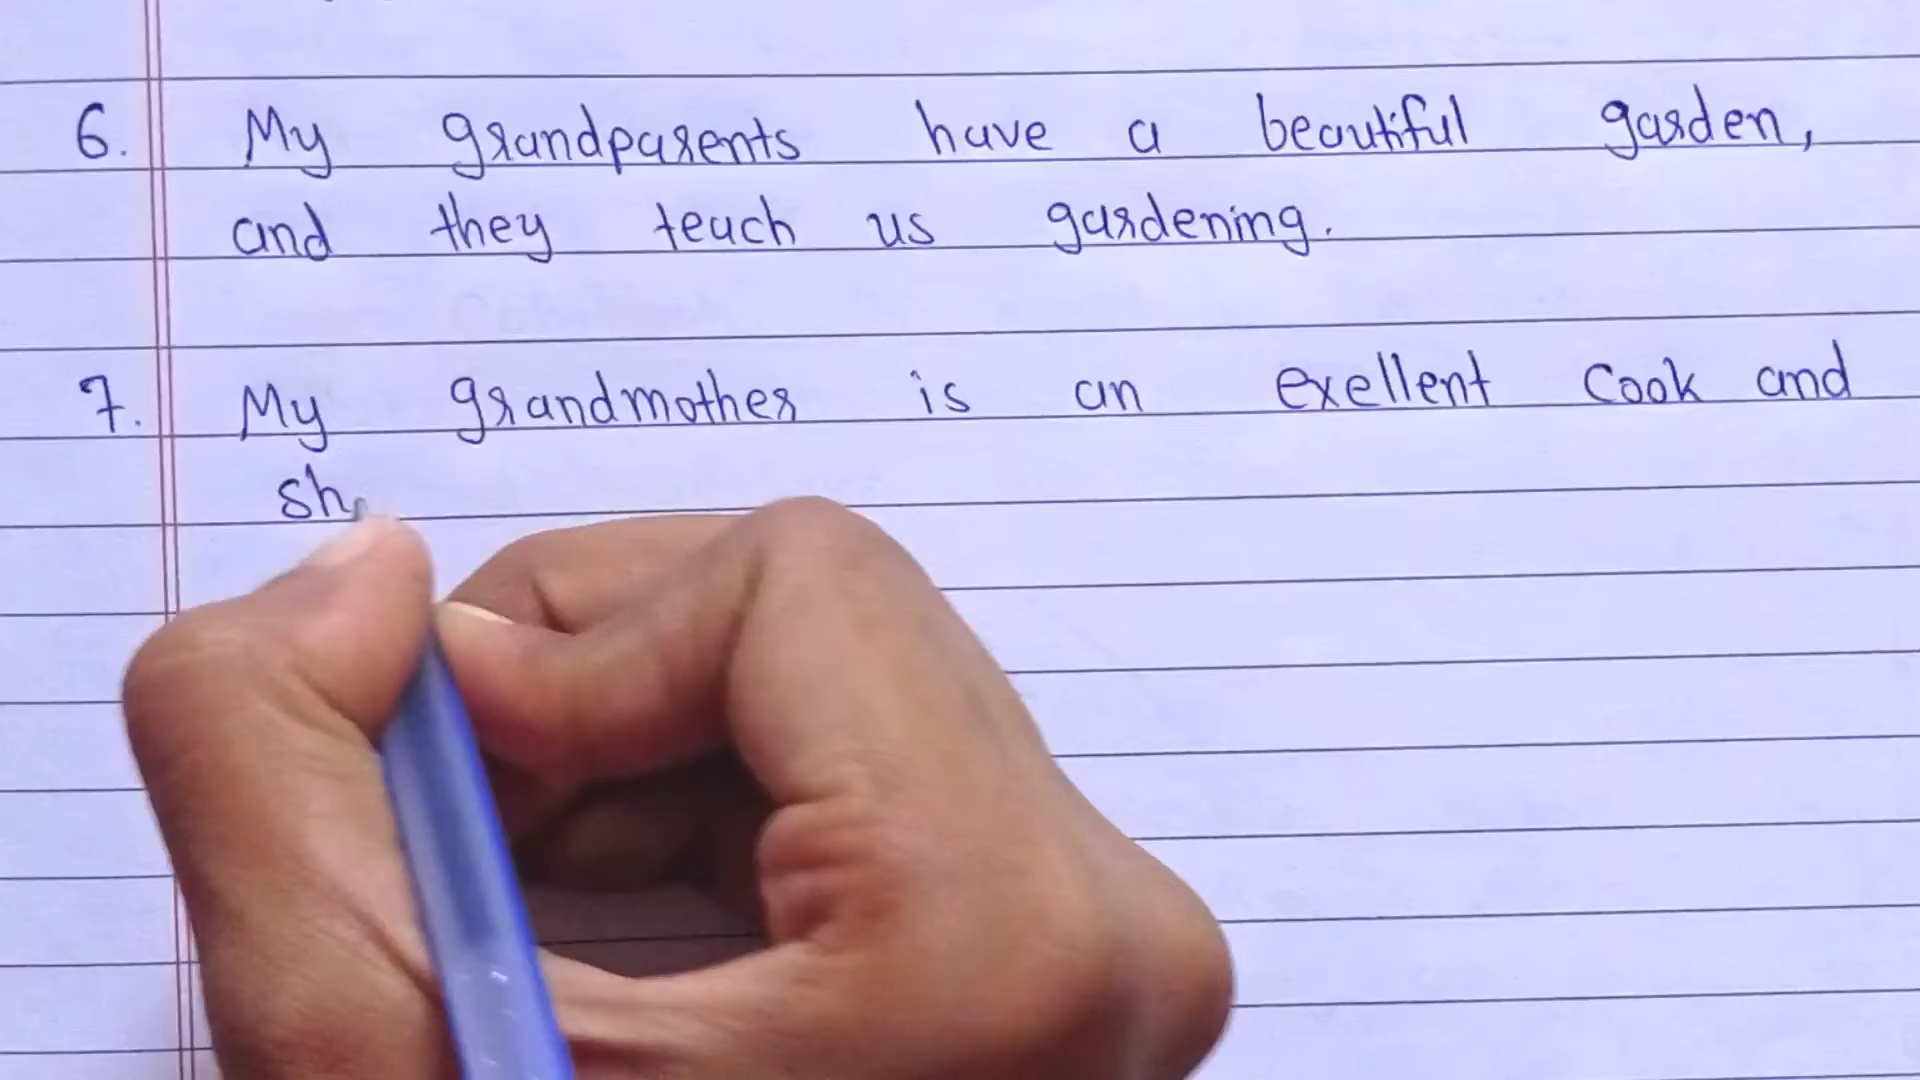 6. My grandparents have a beautiful garden,
and they teach us gardening.
7. My grandmother is an exellent cook and
sh